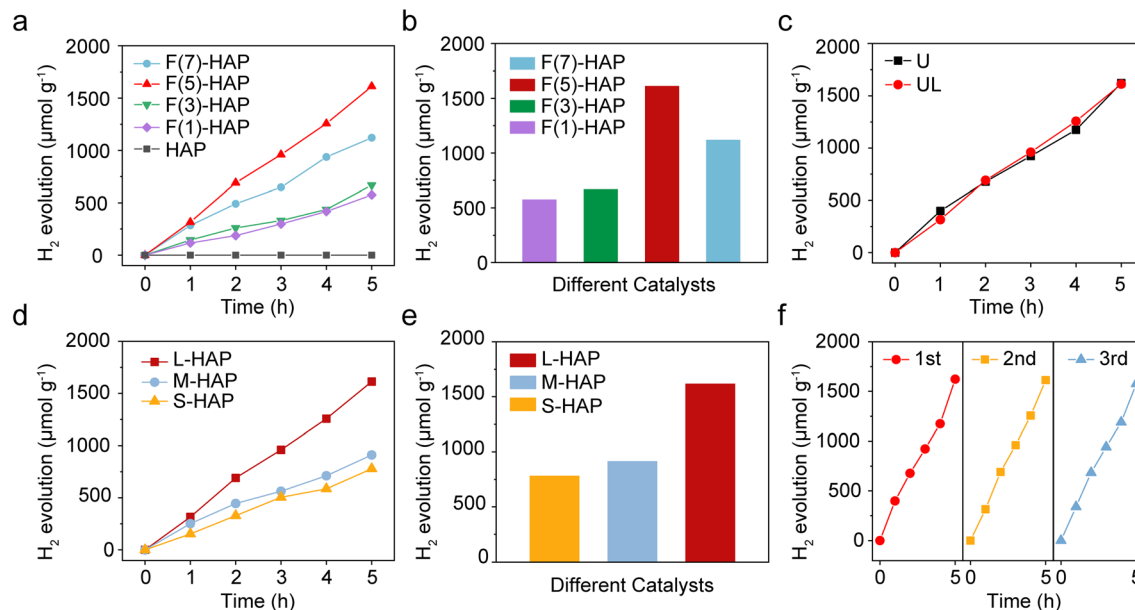 a
2000
1500
1000
500
0
H₂ evolution (μmol g⁻¹)
F(7)-HAP
F(5)-HAP
F(3)-HAP
F(1)-HAP
HAP
0 1 2 3 4 5
Time (h)
b
2000
1500
1000
500
0
H₂ evolution (μmol g⁻¹)
F(7)-HAP
F(5)-HAP
F(3)-HAP
F(1)-HAP
Different Catalysts
c
2000
1500
1000
500
0
H₂ evolution (μmol g⁻¹)
U
UL
0 1 2 3 4 5
Time (h)
d
2000
1500
1000
500
0
H₂ evolution (μmol g⁻¹)
L-HAP
M-HAP
S-HAP
0 1 2 3 4 5
Time (h)
e
2000
1500
1000
500
0
H₂ evolution (μmol g⁻¹)
L-HAP
M-HAP
S-HAP
Different Catalysts
f
2000
1500
1000
500
0
H₂ evolution (μmol g⁻¹)
1st 2nd 3rd
0 5 0 5 0 5
Time (h)